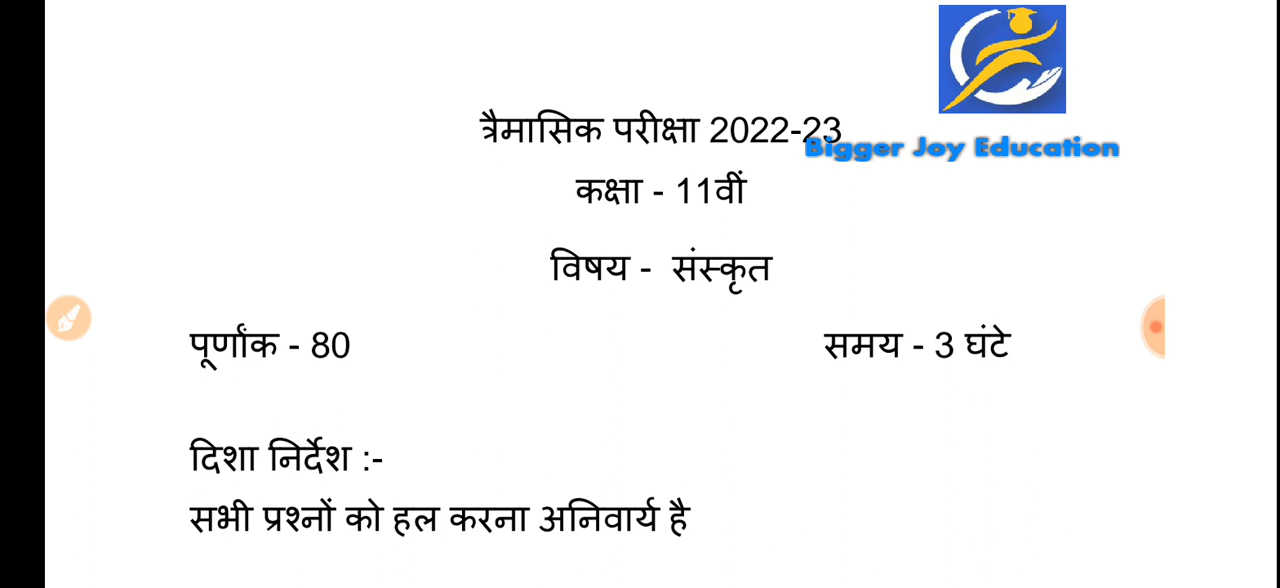 त्रैमासिक परीक्षा 2022-23
Bigger Joy Education
कक्षा - 11वीं
विषय - संस्कृत
पूर्णांक - 80 समय - 3 घंटे
दिशा निर्देश :-
सभी प्रश्नों को हल करना अनिवार्य है